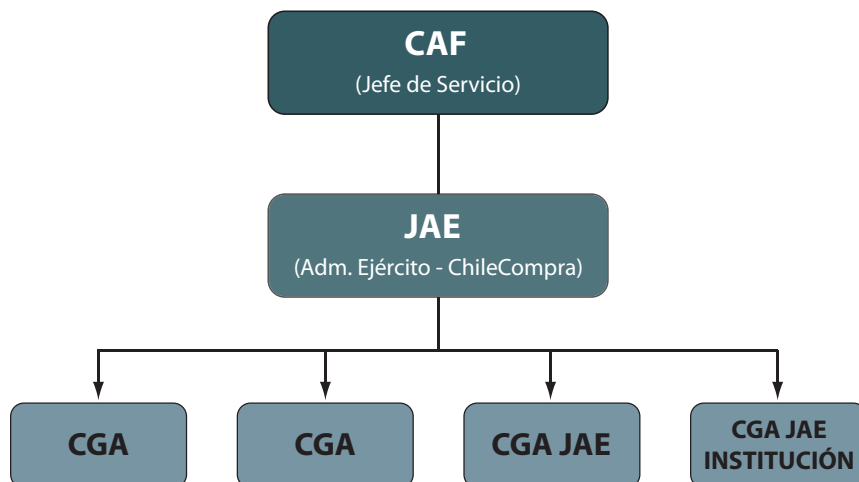 CAF
(Jefe de Servicio)
JAE
(Adm. Ejército - ChileCompra)
CGA
CGA
CGA JAE
CGA JAE
INSTITUCIÓN